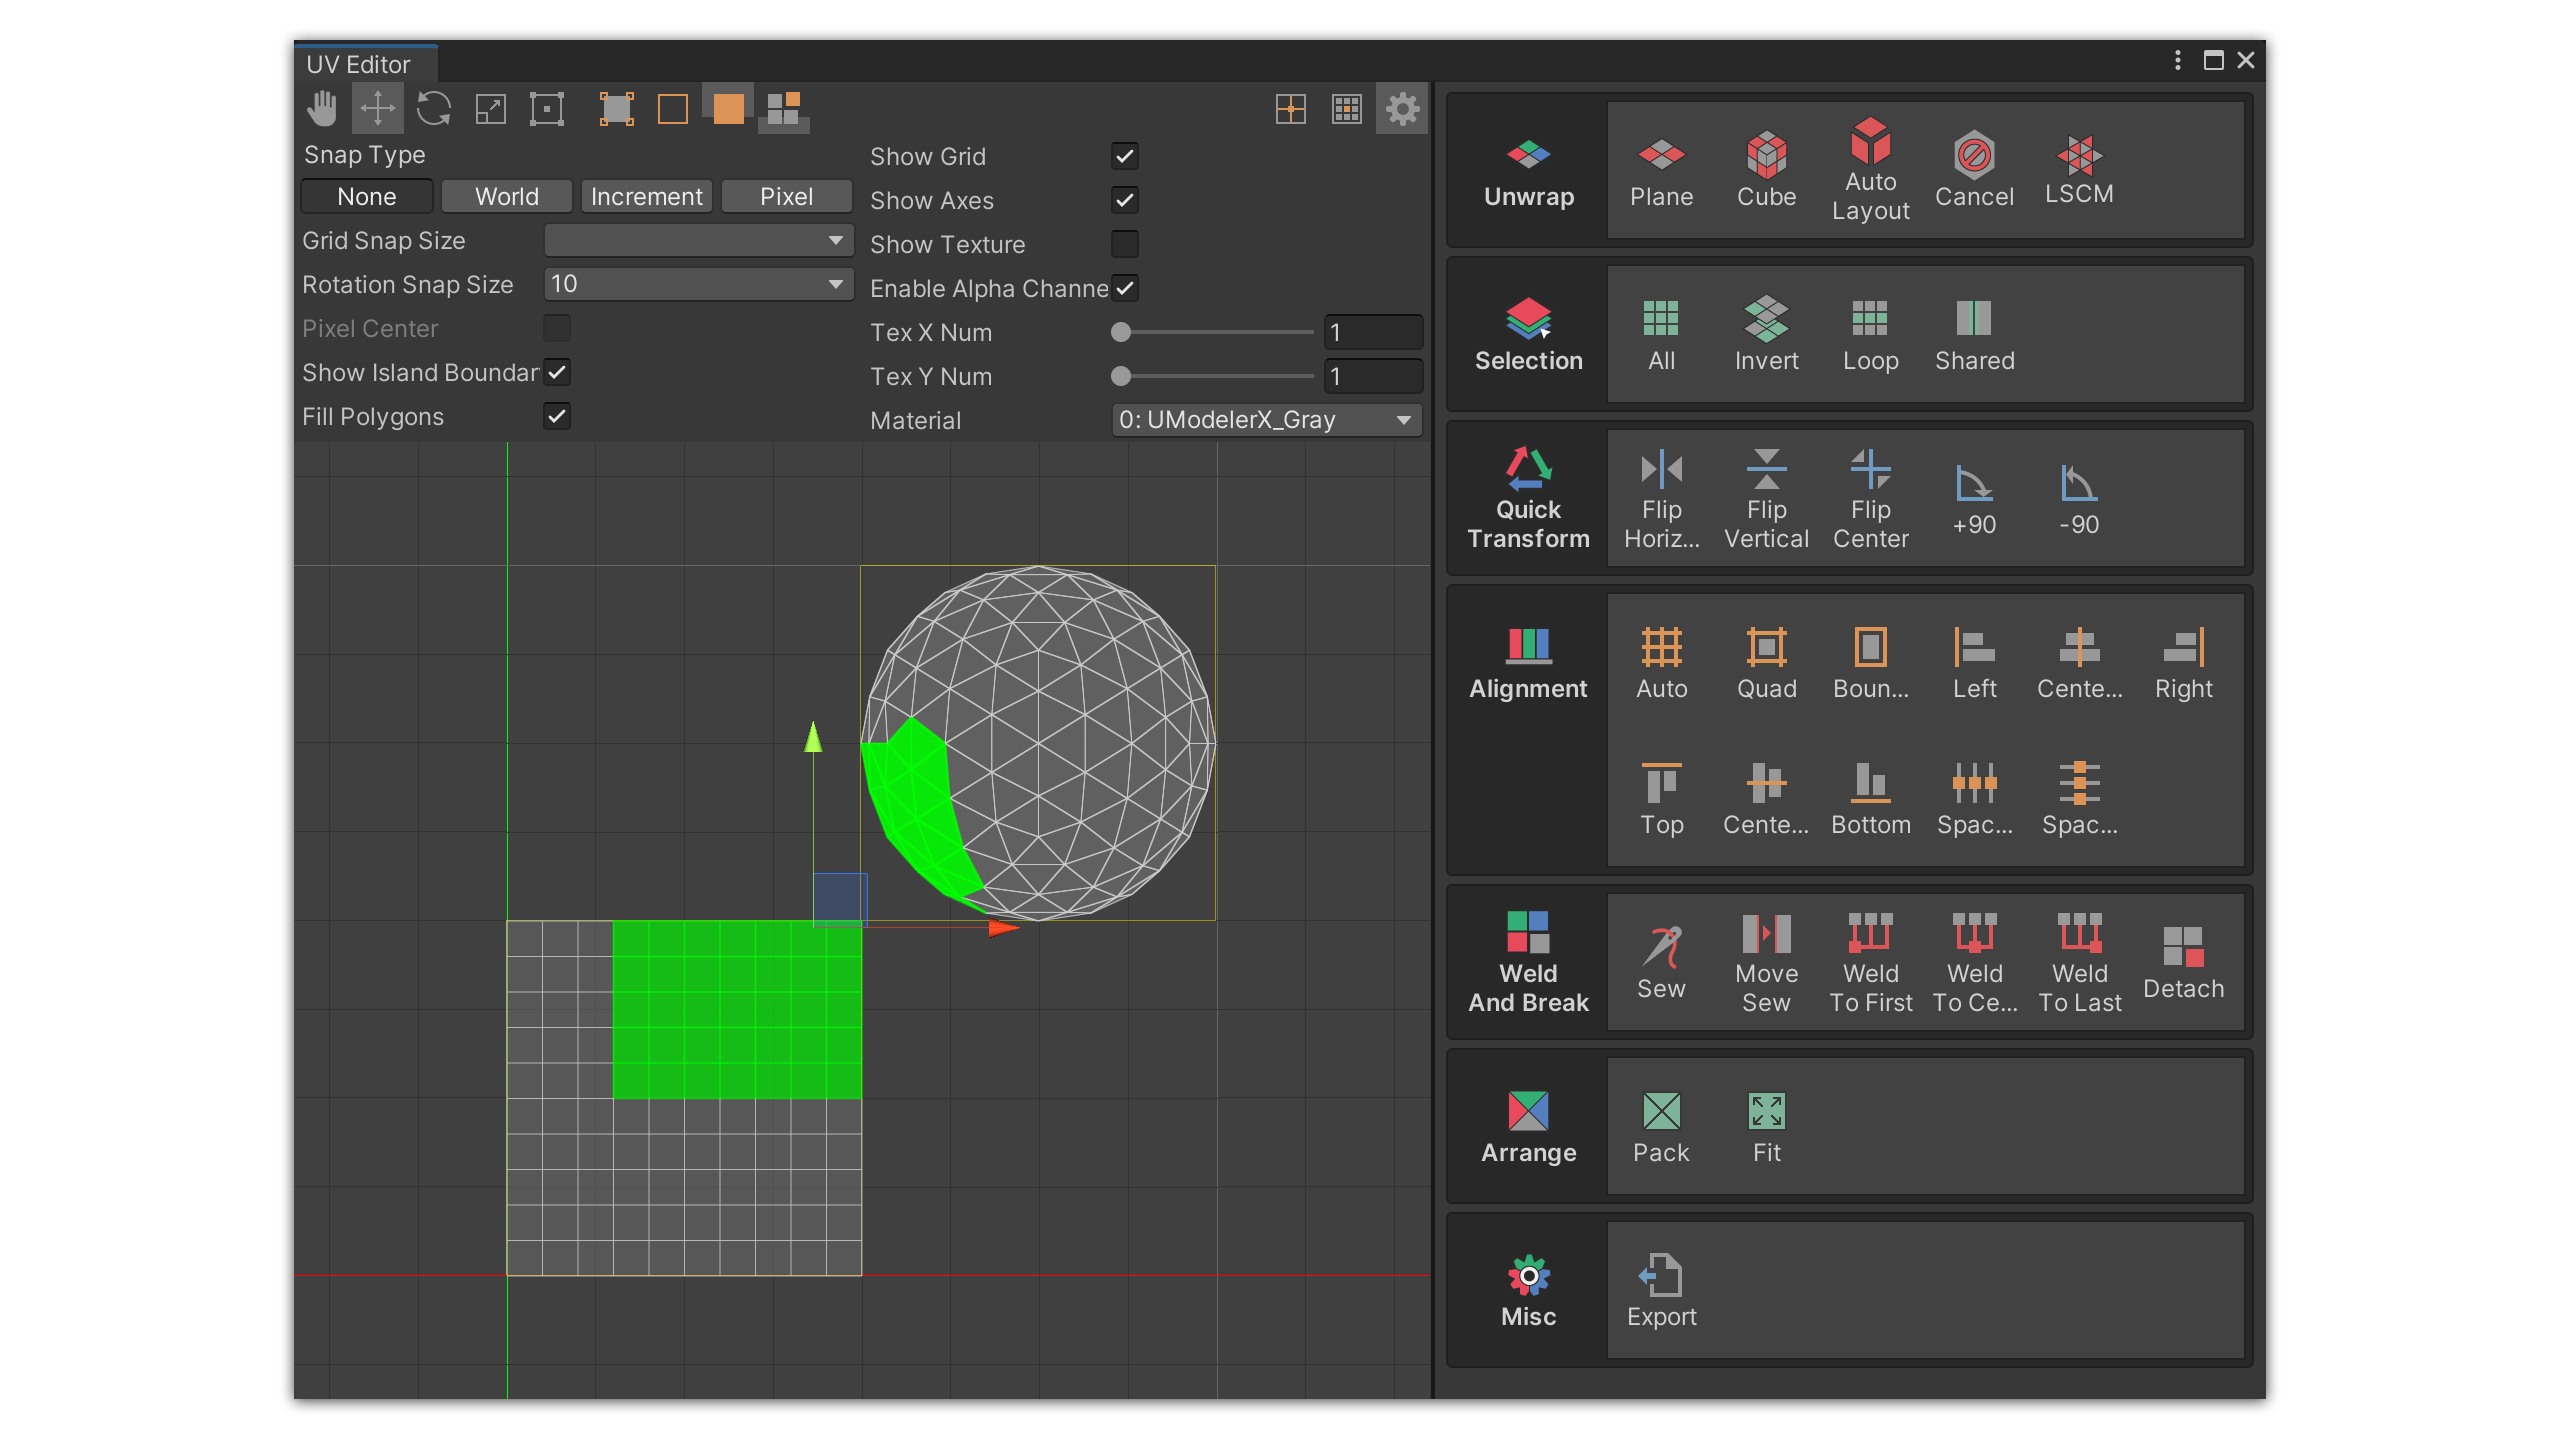 UV Editor
Snap Type
None World Increment Pixel
Grid Snap Size
Rotation Snap Size 10
Pixel Center
Show Island Boundar
Fill Polygons
Show Grid
Show Axes
Show Texture
Enable Alpha Channe
Tex X Num 1
Tex Y Num 1
Material 0: UModelerX_Gray
Unwrap
Plane
Cube
Auto
Layout
Cancel
LSCM
Selection
All
Invert
Loop
Shared
Quick
Transform
Flip
Horiz...
Flip
Vertical
Flip
Center
+90
-90
Alignment
Auto
Quad
Boun...
Left
Cente...
Right
Top
Cente...
Bottom
Spac...
Spac...
Weld
And Break
Sew
Move
Sew
Weld
To First
Weld
To Ce...
Weld
To Last
Detach
Arrange
Pack
Fit
Misc
Export